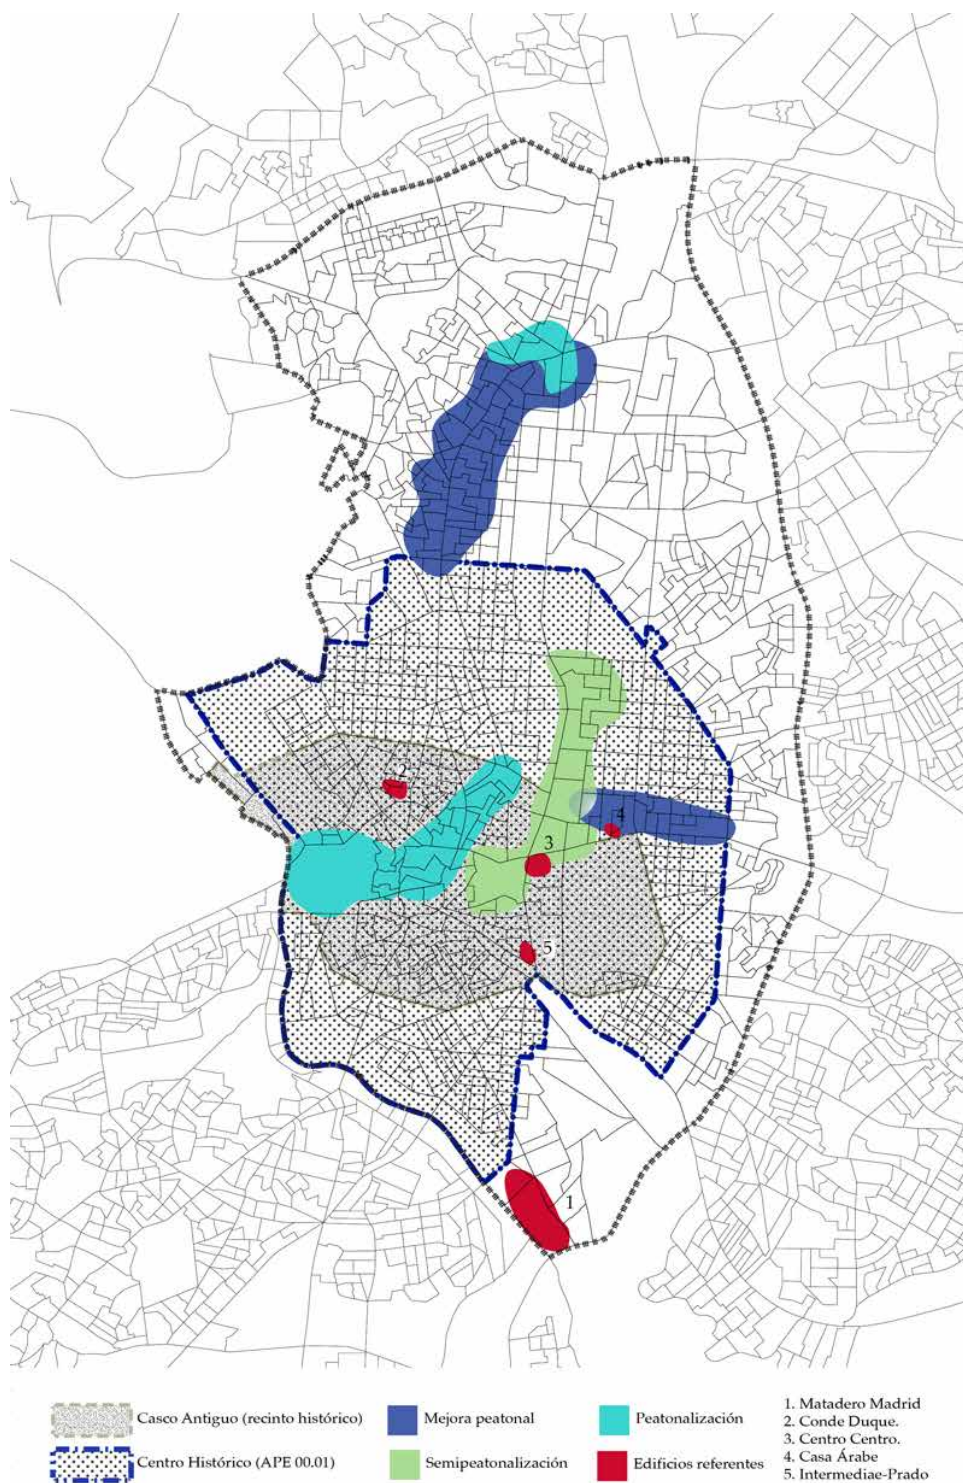 2
4
3
5
1
Casco Antiguo (recinto histórico)
Mejora peatonal
Peatonalización
Centro Histórico (APE 00.01)
Semipeatonalización
Edificios referentes
1. Matadero Madrid
2. Conde Duque.
3. Centro Centro.
4. Casa Árabe
5. Intermediae-Prado